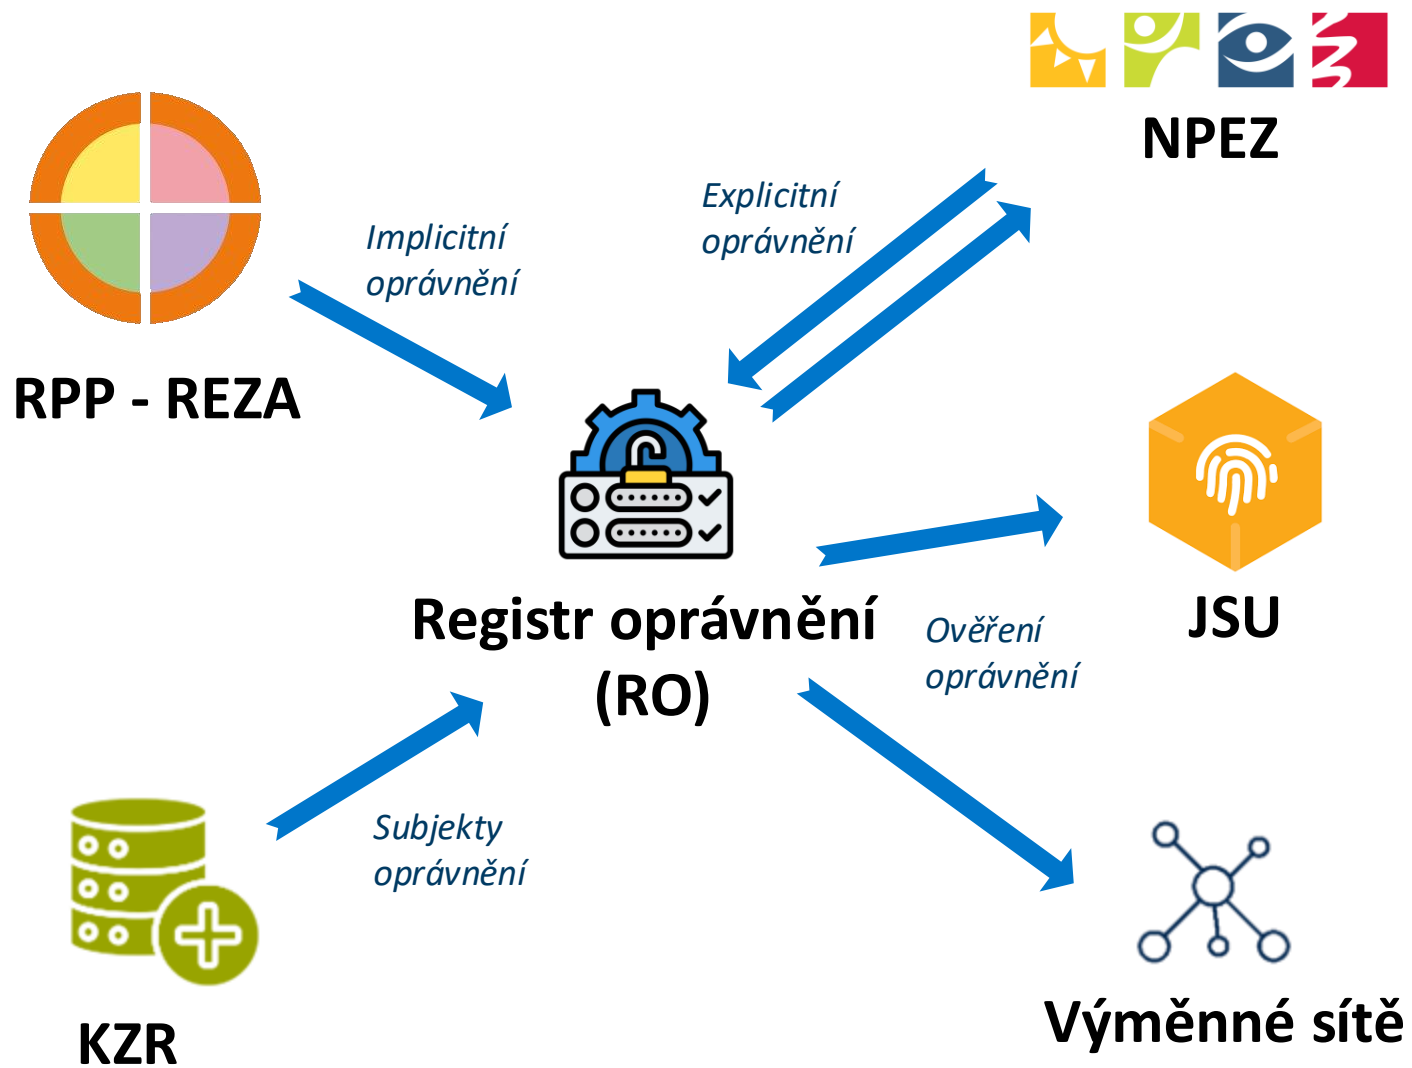 NPEZ
Explicitní
oprávnění
Implicitní
oprávnění
RPP - REZA
Registr oprávnění
(RO)
JSU
Ověření
oprávnění
Subjekty
oprávnění
Výměnné sítě
KZR